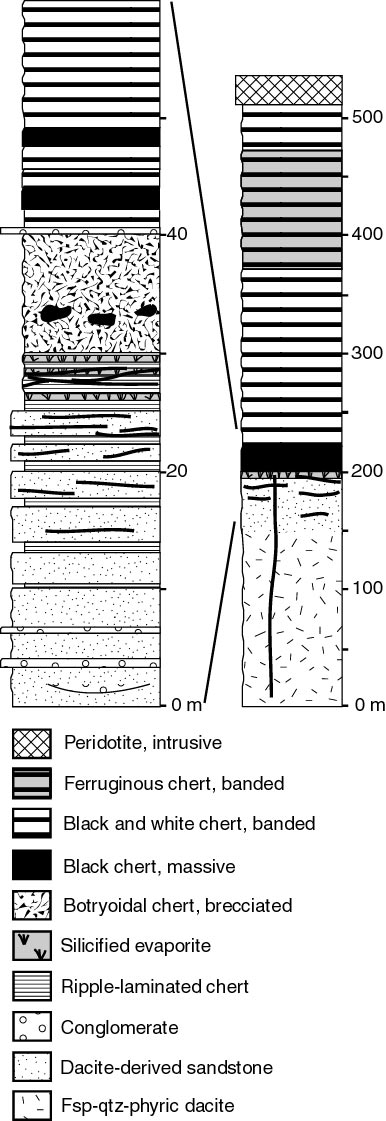 500
40
400
300
20
200
100
0 m
0 m
Peridotite, intrusive
Ferruginous chert, banded
Black and white chert, banded
Black chert, massive
Botryoidal chert, brecciated
Silicified evaporite
Ripple-laminated chert
Conglomerate
Dacite-derived sandstone
Fsp-qtz-phyric dacite